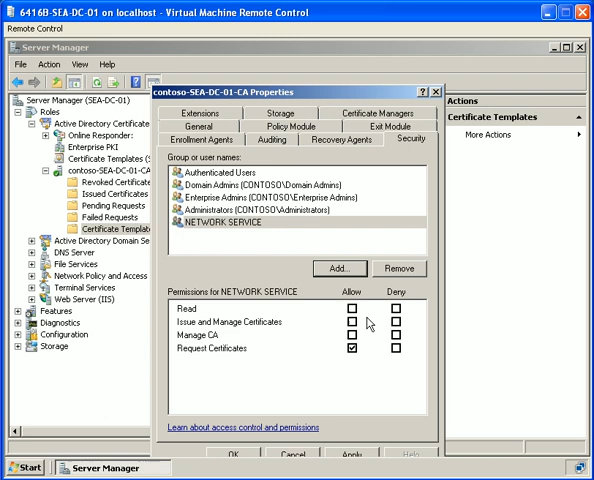 6416B-SEA-DC-01 on localhost - Virtual Machine Remote Control
Remote Control
Server Manager
File Action View Help
Server Manager (SEA-DC-01)
Roles
Active Directory Certificate
Online Responder:
Enterprise PKI
Certificate Templates (S
contoso-SEA-DC-01-CA
Revoked Certificate
Issued Certificates
Pending Requests
Failed Requests
Certificate Templat
Active Directory Domain Se
DNS Server
File Services
Network Policy and Access
Terminal Services
Web Server (IIS)
Features
Diagnostics
Configuration
Storage
contoso-SEA-DC-01-CA Properties
Extensions Storage Certificate Managers
General Policy Module Exit Module
Enrollment Agents Auditing Recovery Agents Security
Group or user names:
Authenticated Users
Domain Admins (CONTOSO\Domain Admins)
Enterprise Admins (CONTOSO\Enterprise Admins)
Administrators (CONTOSO\Administrators)
NETWORK SERVICE
Add... Remove
Permissions for NETWORK SERVICE Allow Deny
Read
Issue and Manage Certificates
Manage CA
Request Certificates
Learn about access control and permissions
OK Cancel Apply Help
Actions
Certificate Templates
More Actions
Start Server Manager